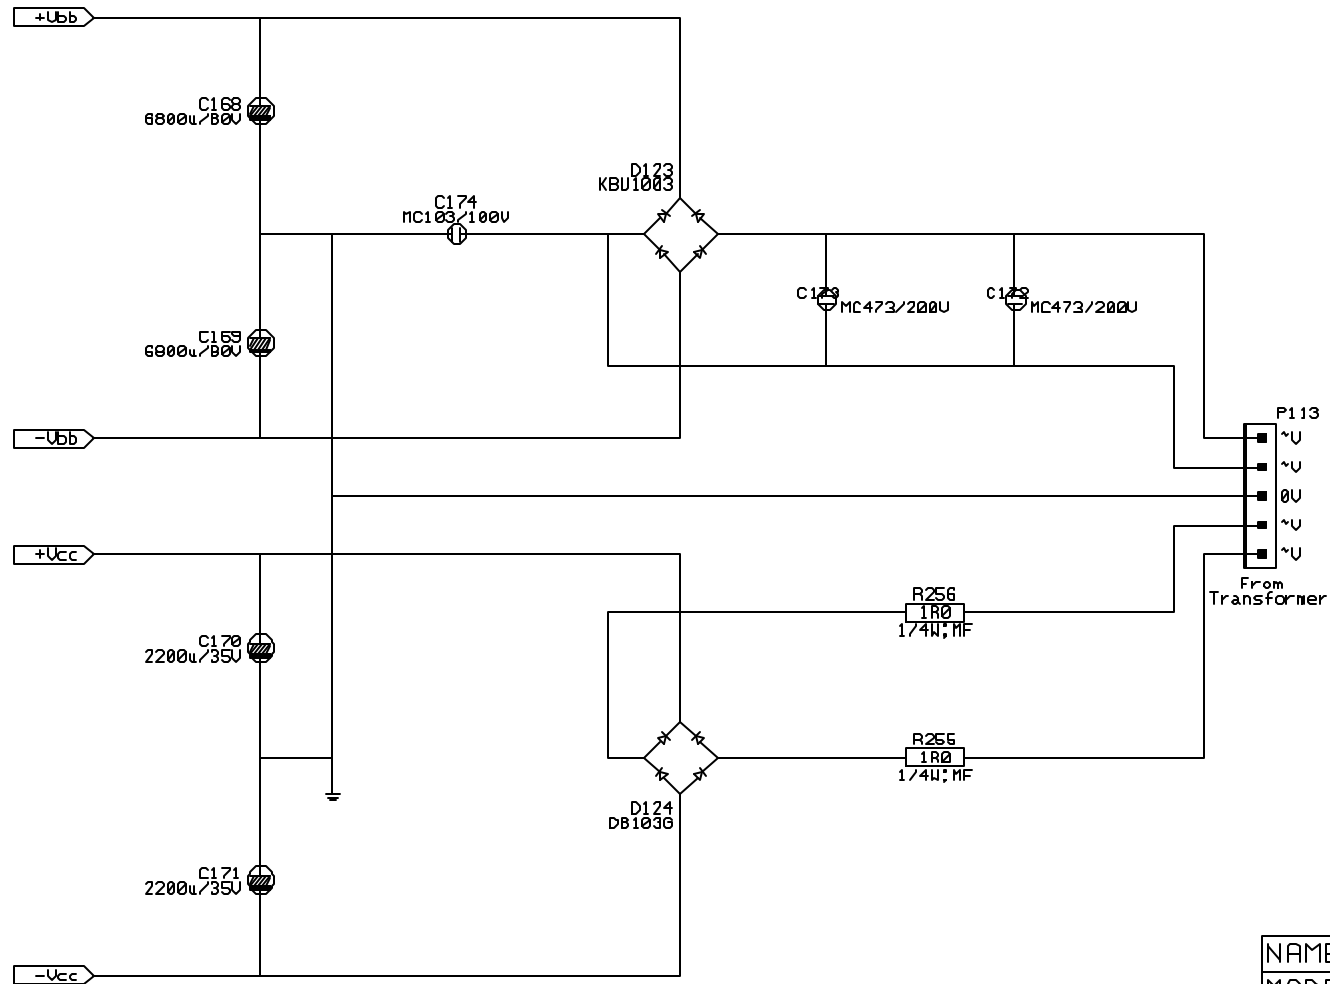 +Vbb
C168
6800u/80V
D123
KBU1003
C174
MC103/100V
C173
MC473/200V
C172
MC473/200V
C169
6800u/80V
P113
-Vbb
~V
~V
0V
~V
~V
+Vcc
From
Transformer
R256
1R0
1/4W;MF
C170
2200u/35V
R255
1R0
1/4W;MF
D124
DB103G
C171
2200u/35V
-Vcc